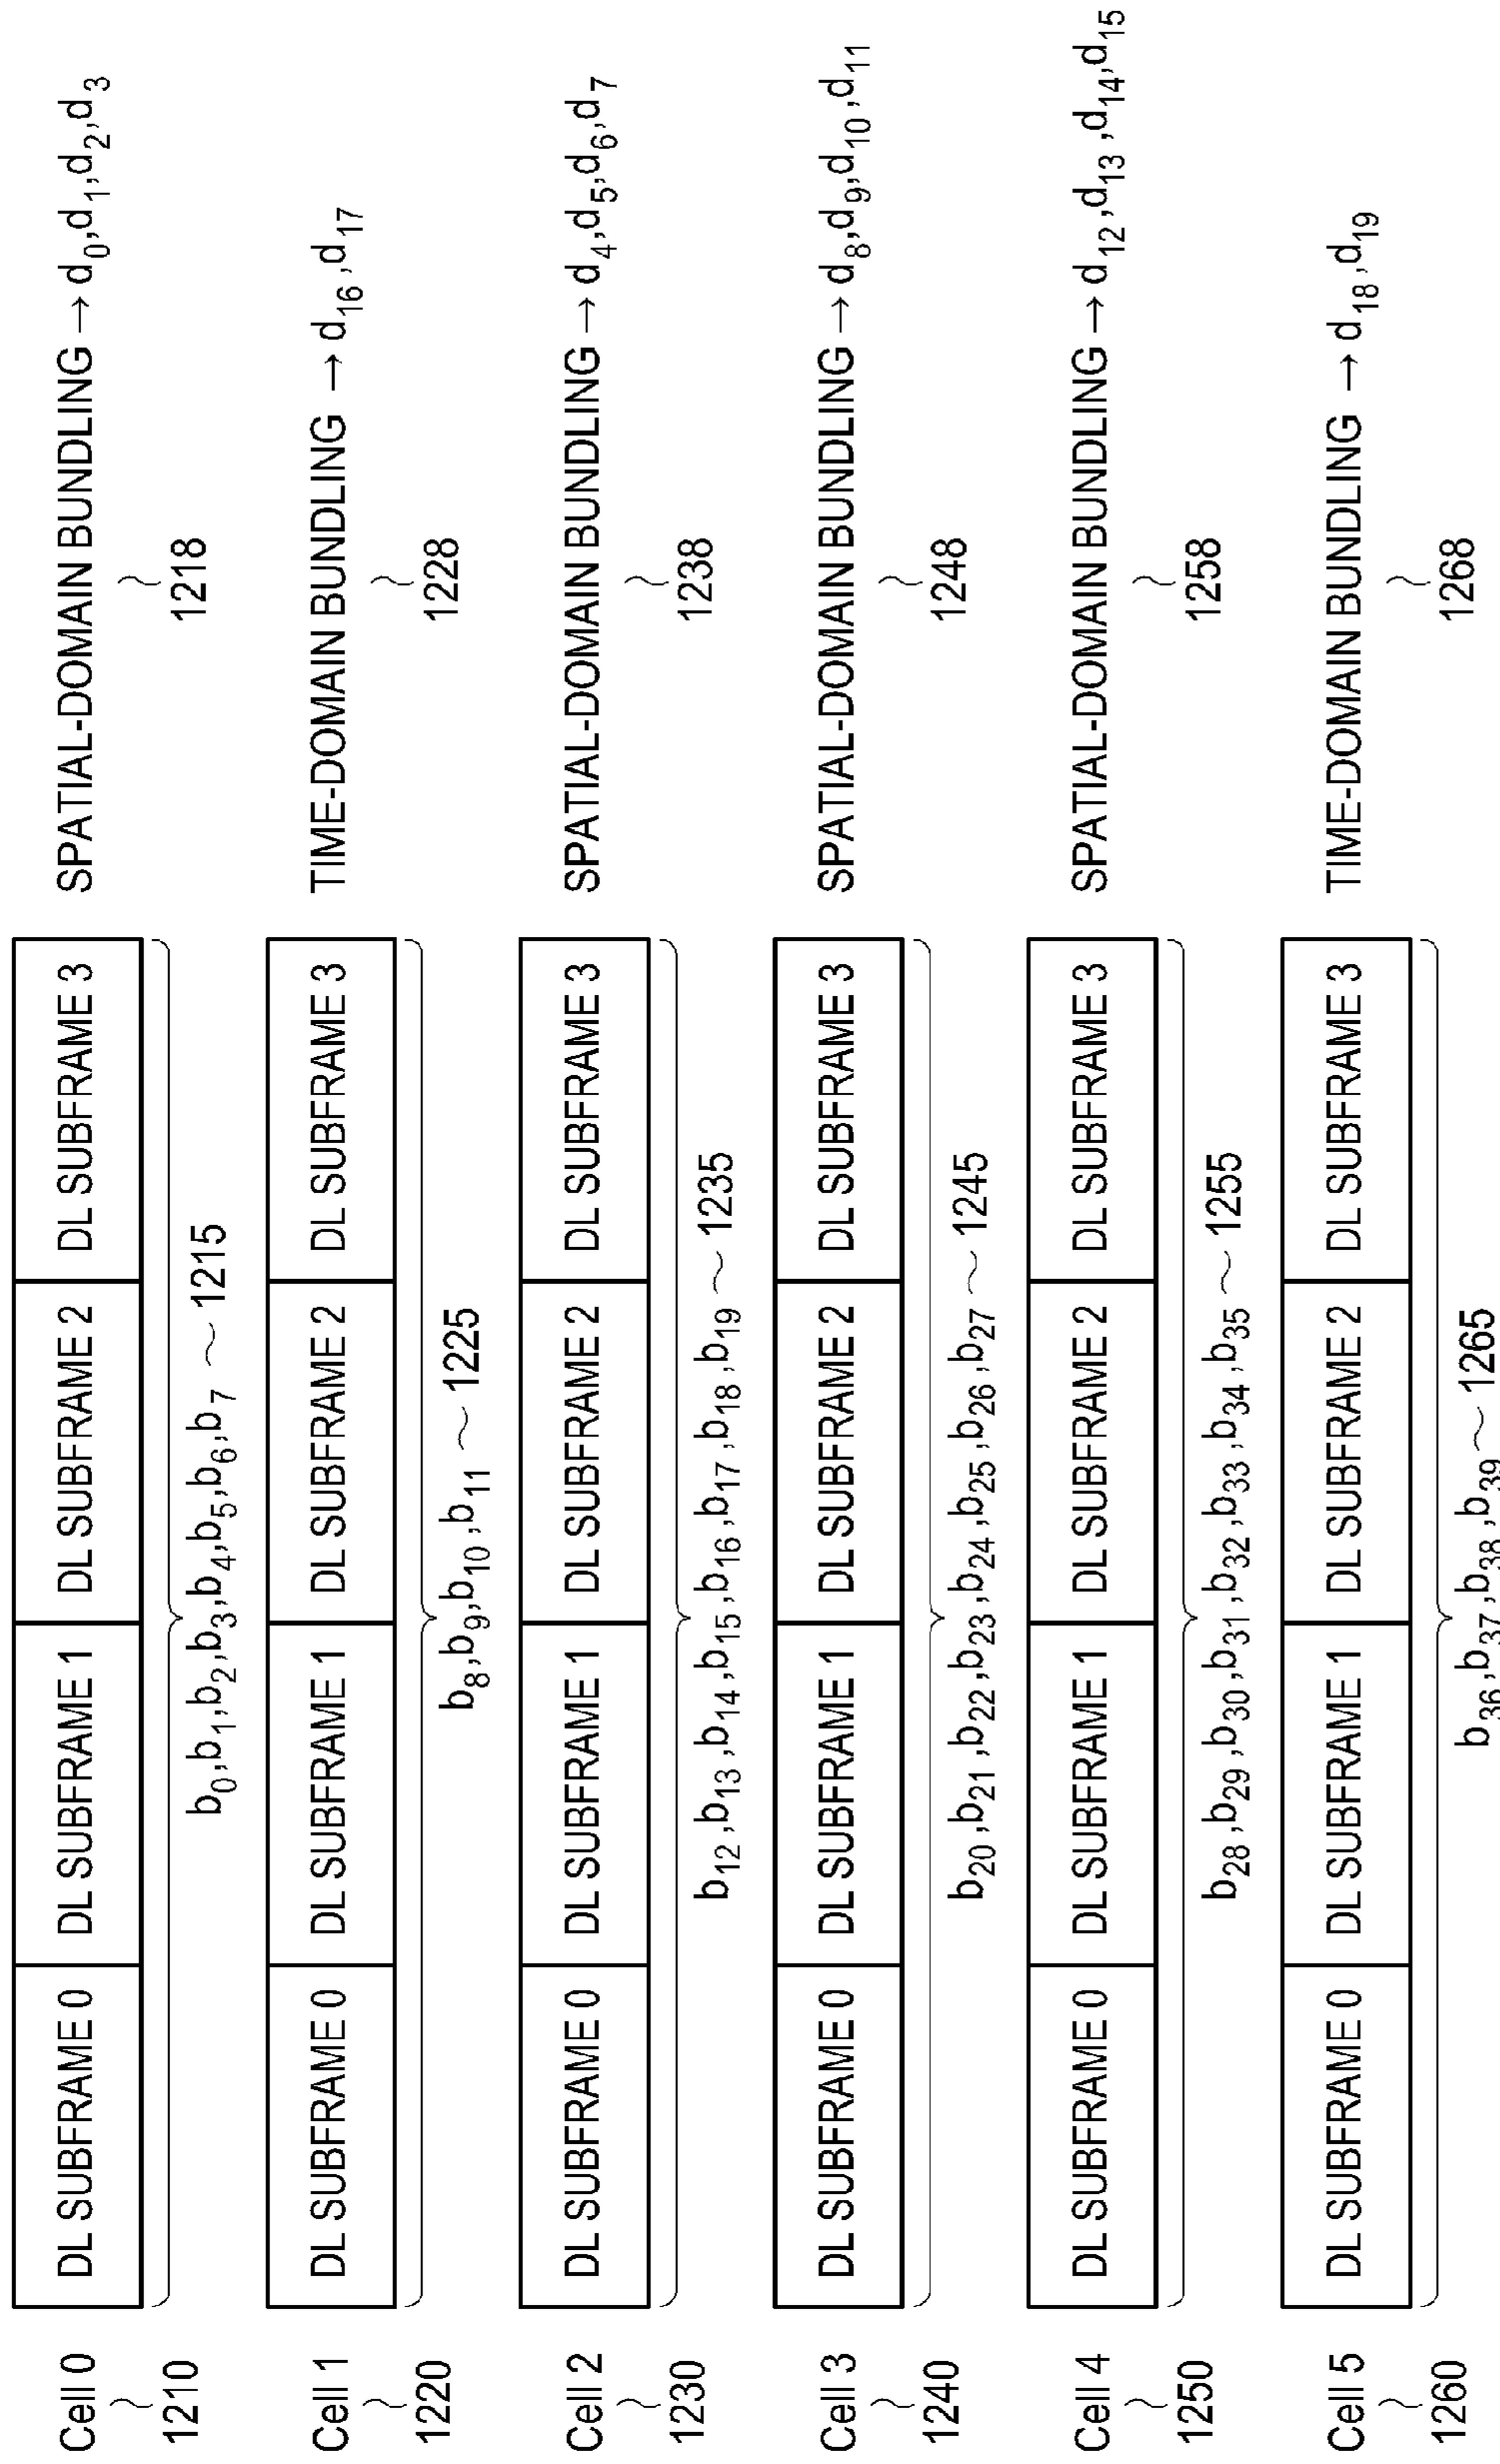 Cell 0 DL SUBFRAME 0 DL SUBFRAME 1 DL SUBFRAME 2 DL SUBFRAME 3 SPATIAL-DOMAIN BUNDLING → d0,d1,d2,d3
1210 b0,b1,b2,b3,b4,b5,b6,b7 ~ 1215 1218
Cell 1 DL SUBFRAME 0 DL SUBFRAME 1 DL SUBFRAME 2 DL SUBFRAME 3 TIME-DOMAIN BUNDLING → d16,d17
1220 b8,b9,b10,b11 ~ 1225 1228
Cell 2 DL SUBFRAME 0 DL SUBFRAME 1 DL SUBFRAME 2 DL SUBFRAME 3 SPATIAL-DOMAIN BUNDLING → d4,d5,d6,d7
1230 b12,b13,b14,b15,b16,b17,b18,b19 ~ 1235 1238
Cell 3 DL SUBFRAME 0 DL SUBFRAME 1 DL SUBFRAME 2 DL SUBFRAME 3 SPATIAL-DOMAIN BUNDLING → d8,d9,d10,d11
1240 b20,b21,b22,b23,b24,b25,b26,b27 ~ 1245 1248
Cell 4 DL SUBFRAME 0 DL SUBFRAME 1 DL SUBFRAME 2 DL SUBFRAME 3 SPATIAL-DOMAIN BUNDLING → d12,d13,d14,d15
1250 b28,b29,b30,b31,b32,b33,b34,b35 ~ 1255 1258
Cell 5 DL SUBFRAME 0 DL SUBFRAME 1 DL SUBFRAME 2 DL SUBFRAME 3 TIME-DOMAIN BUNDLING → d18,d19
1260 b36,b37,b38,b39 ~ 1265 1268